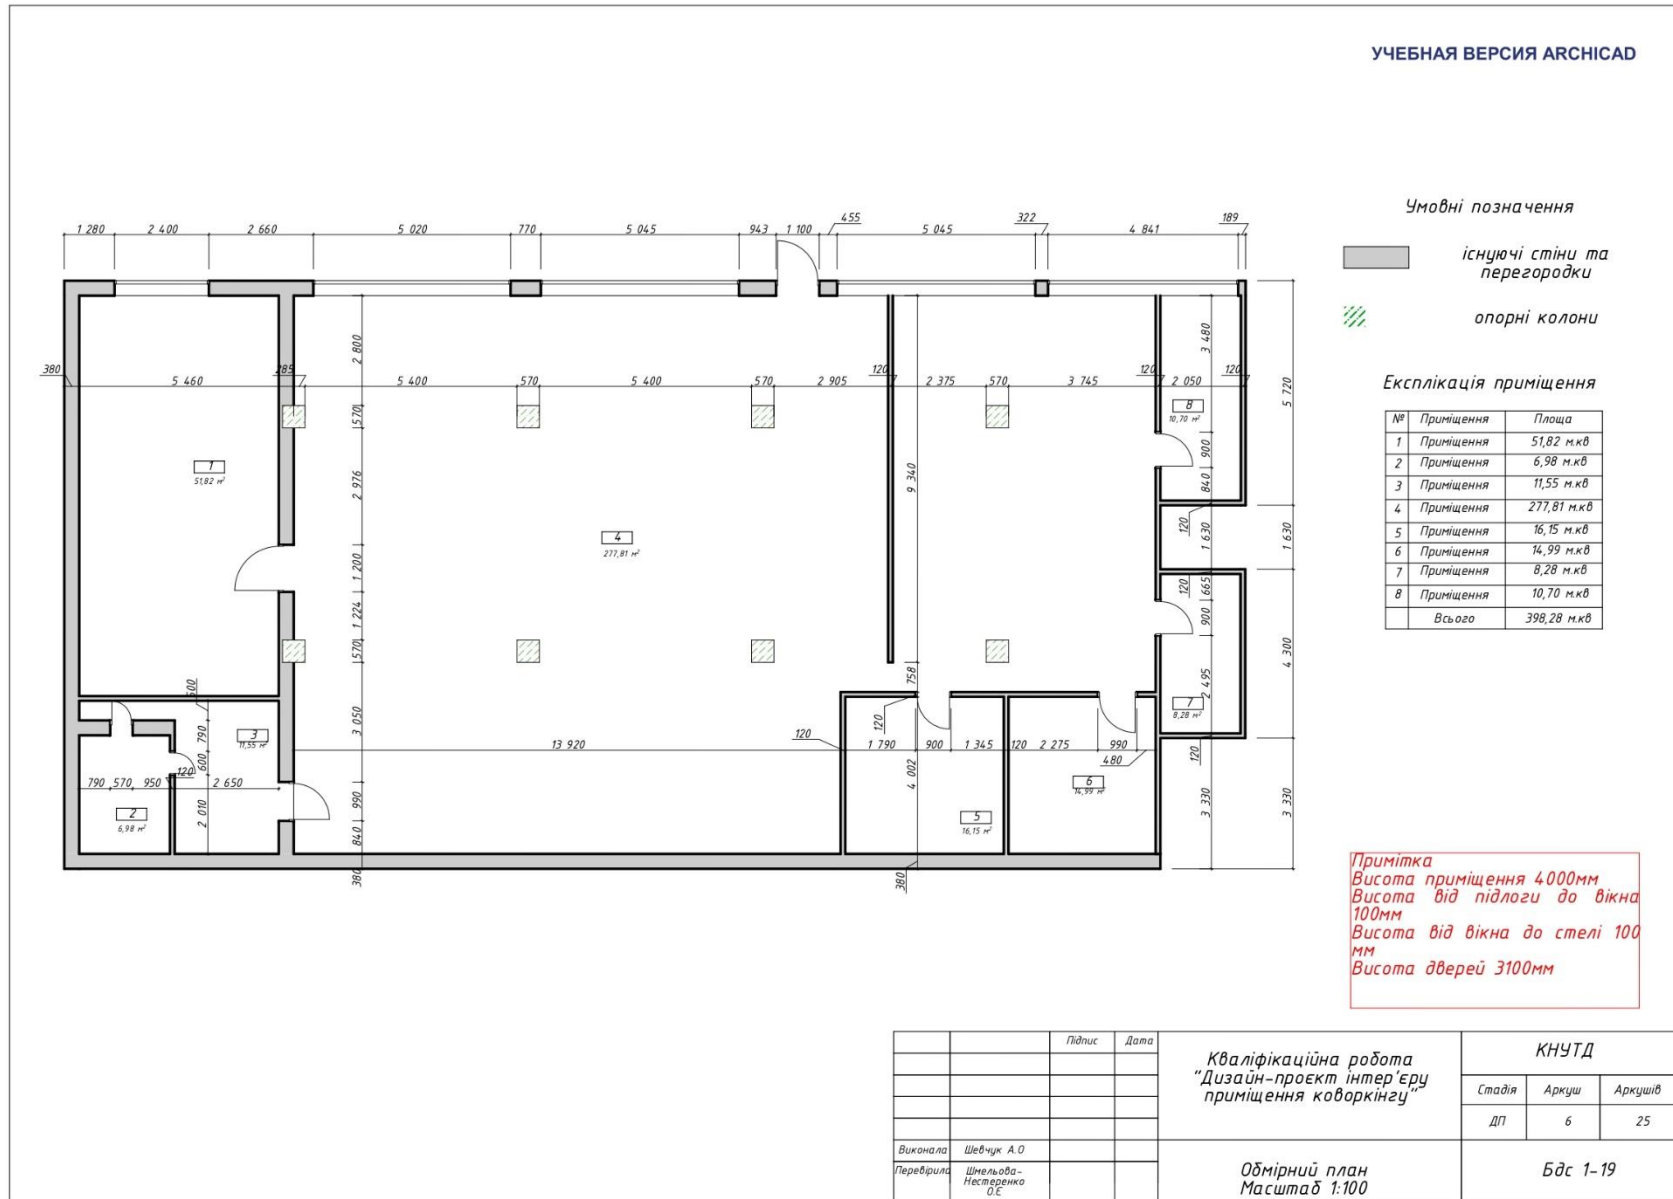 УЧЕБНАЯ ВЕРСИЯ ARCHICAD
Умовні позначення
існуючі стіни та
перегородки
опорні колони
1 280 2 400 2 660 5 020 770 5 045 943 1 100 455 5 045 322 4 841 189
380 5 460 285 5 400 570 5 400 570 2 905 120 2 375 570 3 745 120 2 050 120
2 800
570
2 976
1 200
1 224
570
3 050
990
840
380
9 340
758
4 002
380
3 480
900
840
120
1 630
120
665
900
2 495
120
3 330
5 720
1 630
4 300
3 330
1
51,82 м²
4
277,81 м²
8
10,70 м²
7
8,28 м²
3
11,55 м²
2
6,98 м²
5
16,15 м²
6
14,99 м²
500
790
600
2 010
790 570 950 120 2 650
13 920
120 1 790 900 1 345 120 2 275 990
120
480
Експлікація приміщення
№ Приміщення Площа
1 Приміщення 51,82 м.кв
2 Приміщення 6,98 м.кв
3 Приміщення 11,55 м.кв
4 Приміщення 277,81 м.кв
5 Приміщення 16,15 м.кв
6 Приміщення 14,99 м.кв
7 Приміщення 8,28 м.кв
8 Приміщення 10,70 м.кв
Всього 398,28 м.кв
Примітка
Висота приміщення 4000мм
Висота від підлоги до вікна
100мм
Висота від вікна до стелі 100
мм
Висота дверей 3100мм
Підпис Дата
Кваліфікаційна робота
"Дизайн-проєкт інтер'єру
приміщення коворкінгу"
КНУТД
Стадія Аркуш Аркушів
ДП 6 25
Виконала Шевчук А.О
Перевірила Шмельова-
Нестеренко
О.Є
Обмірний план
Масштаб 1:100
Бдс 1-19